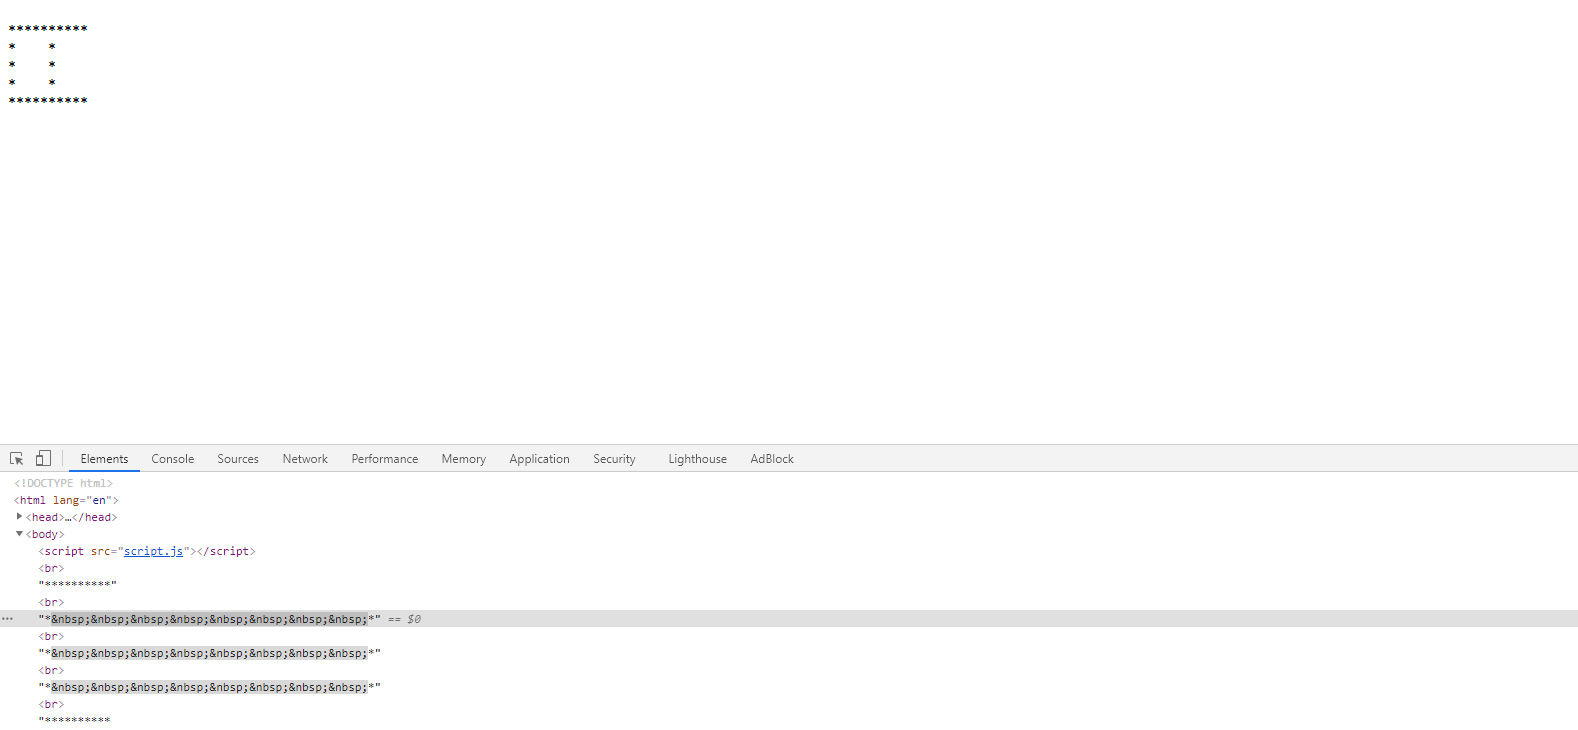 **********
*    *
*    *
*    *
**********
Elements Console Sources Network Performance Memory Application Security Lighthouse AdBlock
<!DOCTYPE html>
<html lang="en">
<head>…</head>
<body>
<script src="script.js"></script>
<br>
"**********"
<br>
"*&nbsp;&nbsp;&nbsp;&nbsp;&nbsp;&nbsp;&nbsp;&nbsp;*" == $0
<br>
"*&nbsp;&nbsp;&nbsp;&nbsp;&nbsp;&nbsp;&nbsp;&nbsp;*"
<br>
"*&nbsp;&nbsp;&nbsp;&nbsp;&nbsp;&nbsp;&nbsp;&nbsp;*"
<br>
"**********